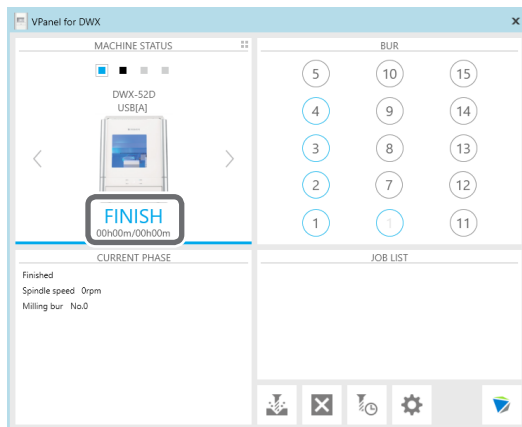 VPanel for DWX
MACHINE STATUS
DWX-52D
USB[A]
FINISH
00h00m/00h00m
BUR
5 10 15
4 9 14
3 8 13
2 7 12
1 1 11
CURRENT PHASE
Finished
Spindle speed 0rpm
Milling bur No.0
JOB LIST